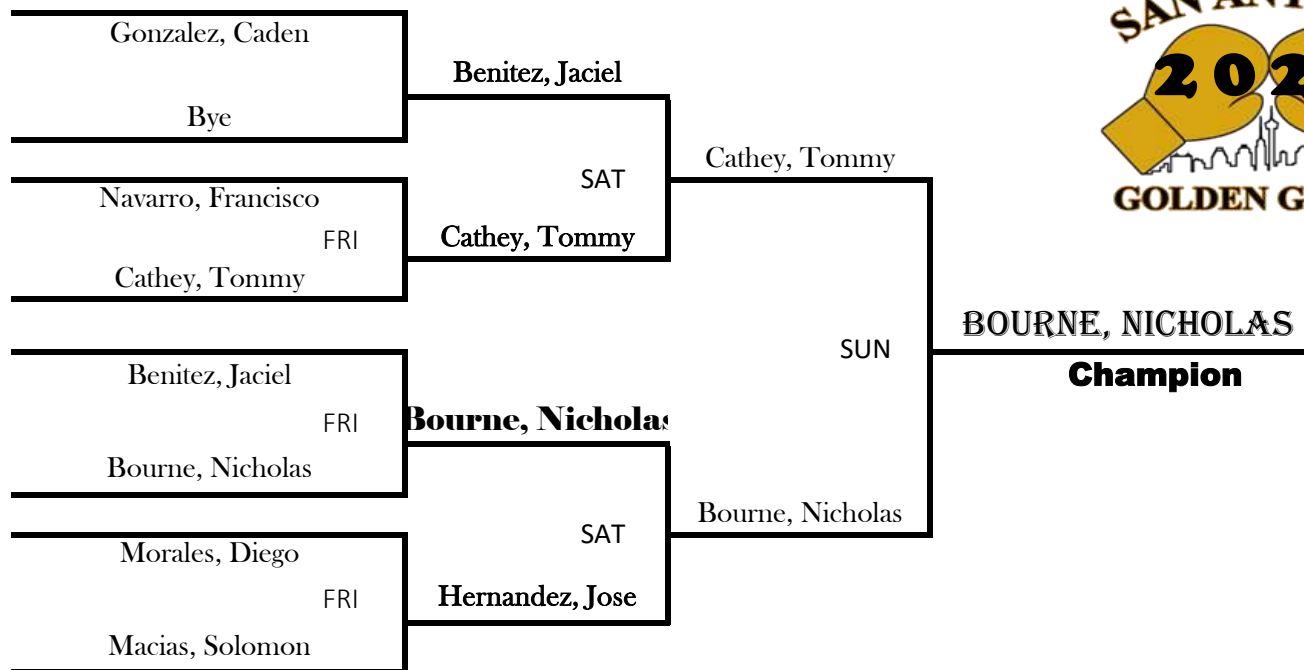 Gonzalez, Caden
Bye
Navarro, Francisco
FRI
Cathey, Tommy
Benitez, Jaciel
FRI
Bourne, Nicholas
Morales, Diego
FRI
Macias, Solomon
Benitez, Jaciel
SAT
Cathey, Tommy
Bourne, Nicholas
SAT
Hernandez, Jose
Cathey, Tommy
SUN
Bourne, Nicholas
BOURNE, NICHOLAS
Champion
SAN
GOLDEN